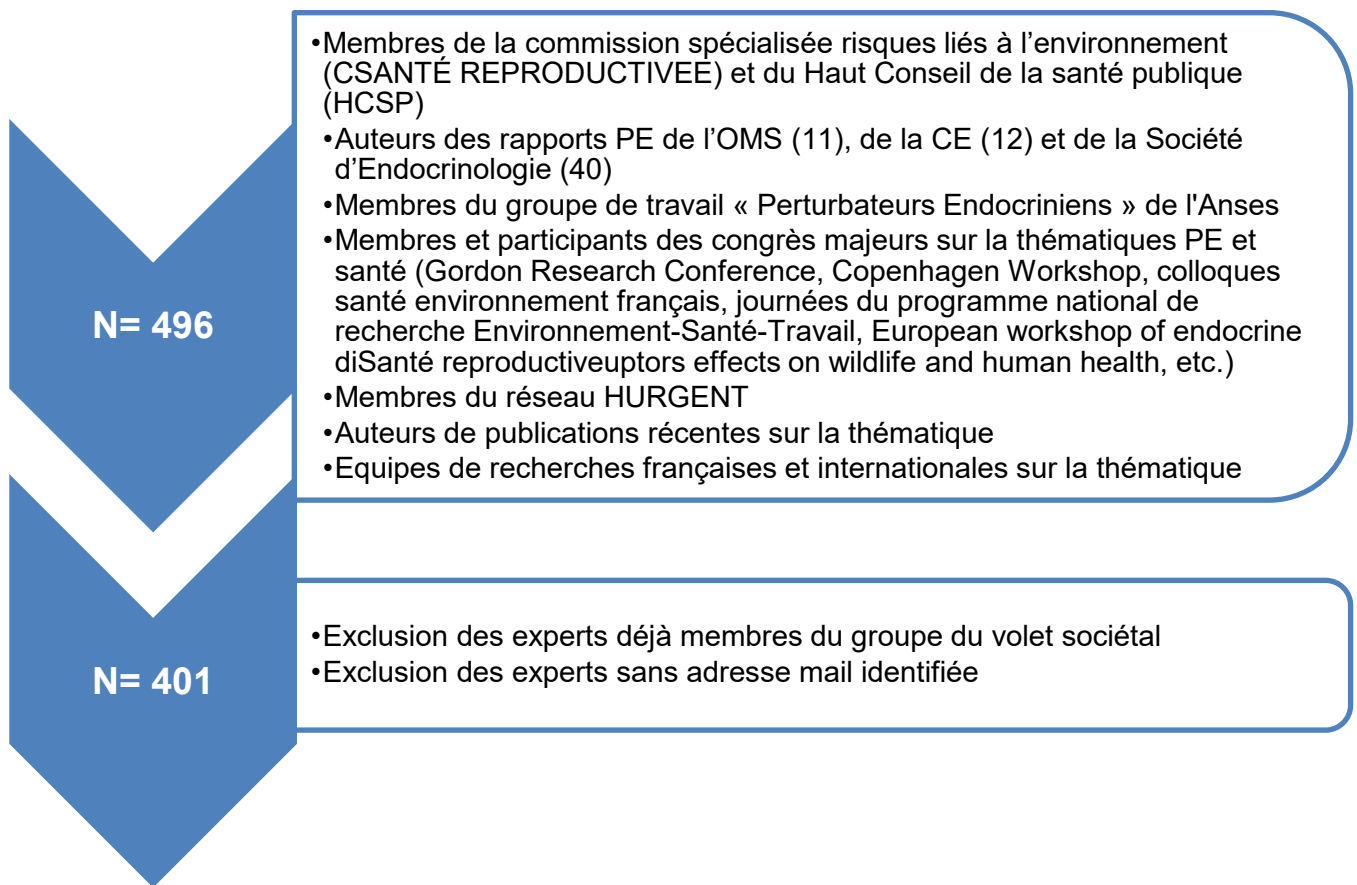 •Membres de la commission spécialisée risques liés à l’environnement
(CSANTÉ REPRODUCTIVEE) et du Haut Conseil de la santé publique
(HCSP)
•Auteurs des rapports PE de l’OMS (11), de la CE (12) et de la Société
d’Endocrinologie (40)
•Membres du groupe de travail « Perturbateurs Endocriniens » de l'Anses
•Membres et participants des congrès majeurs sur la thématiques PE et
santé (Gordon Research Conference, Copenhagen Workshop, colloques
santé environnement français, journées du programme national de
recherche Environnement-Santé-Travail, European workshop of endocrine
diSanté reproductiveuptors effects on wildlife and human health, etc.)
•Membres du réseau HURGENT
•Auteurs de publications récentes sur la thématique
•Equipes de recherches françaises et internationales sur la thématique
N= 496
•Exclusion des experts déjà membres du groupe du volet sociétal
•Exclusion des experts sans adresse mail identifiée
N= 401